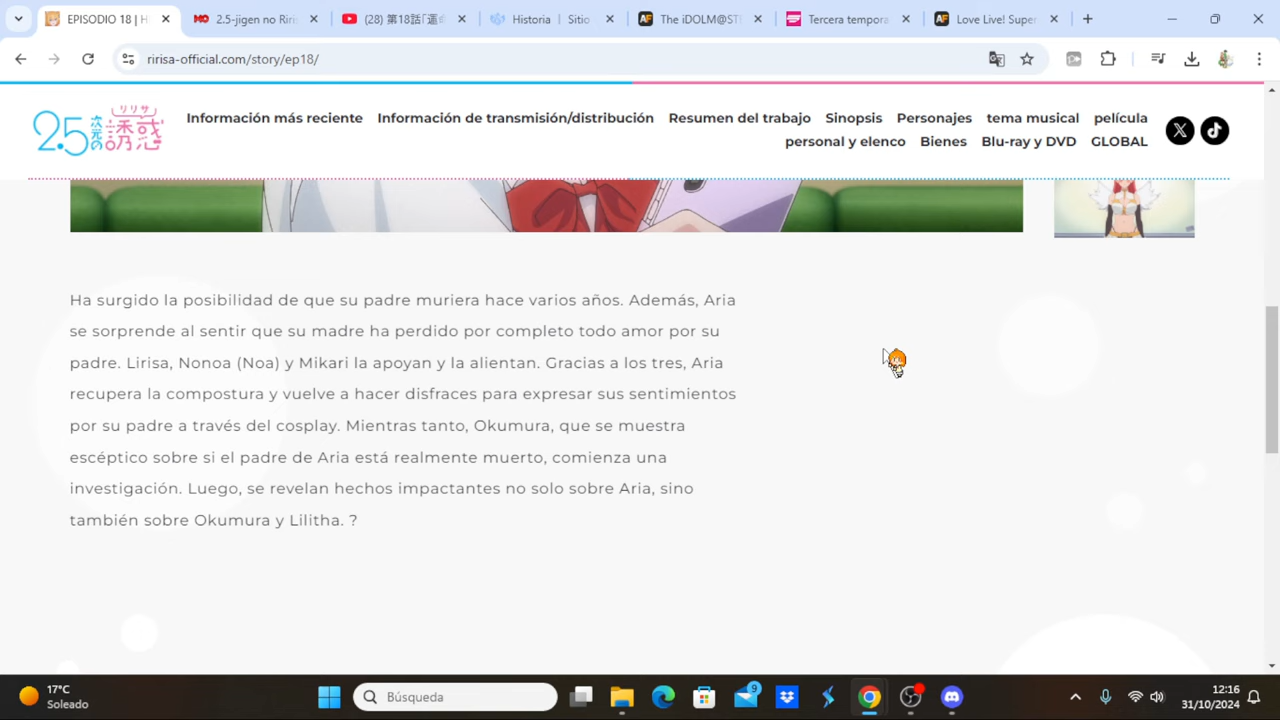 EPISODIO 18 | H
2.5-jigen no Riris
(28) 第18話「運命
Historia | Sitio
The iDOLM@STE
Tercera tempora
Love Live! Super
ririsa-official.com/story/ep18/
リリサ
2.5次元の誘惑
Información más reciente Información de transmisión/distribución Resumen del trabajo Sinopsis Personajes tema musical película
personal y elenco Bienes Blu-ray y DVD GLOBAL
Ha surgido la posibilidad de que su padre muriera hace varios años. Además, Aria
se sorprende al sentir que su madre ha perdido por completo todo amor por su
padre. Lirisa, Nonoa (Noa) y Mikari la apoyan y la alientan. Gracias a los tres, Aria
recupera la compostura y vuelve a hacer disfraces para expresar sus sentimientos
por su padre a través del cosplay. Mientras tanto, Okumura, que se muestra
escéptico sobre si el padre de Aria está realmente muerto, comienza una
investigación. Luego, se revelan hechos impactantes no solo sobre Aria, sino
también sobre Okumura y Lilitha. ?
17°C
Soleado
Búsqueda
9
12:16
31/10/2024